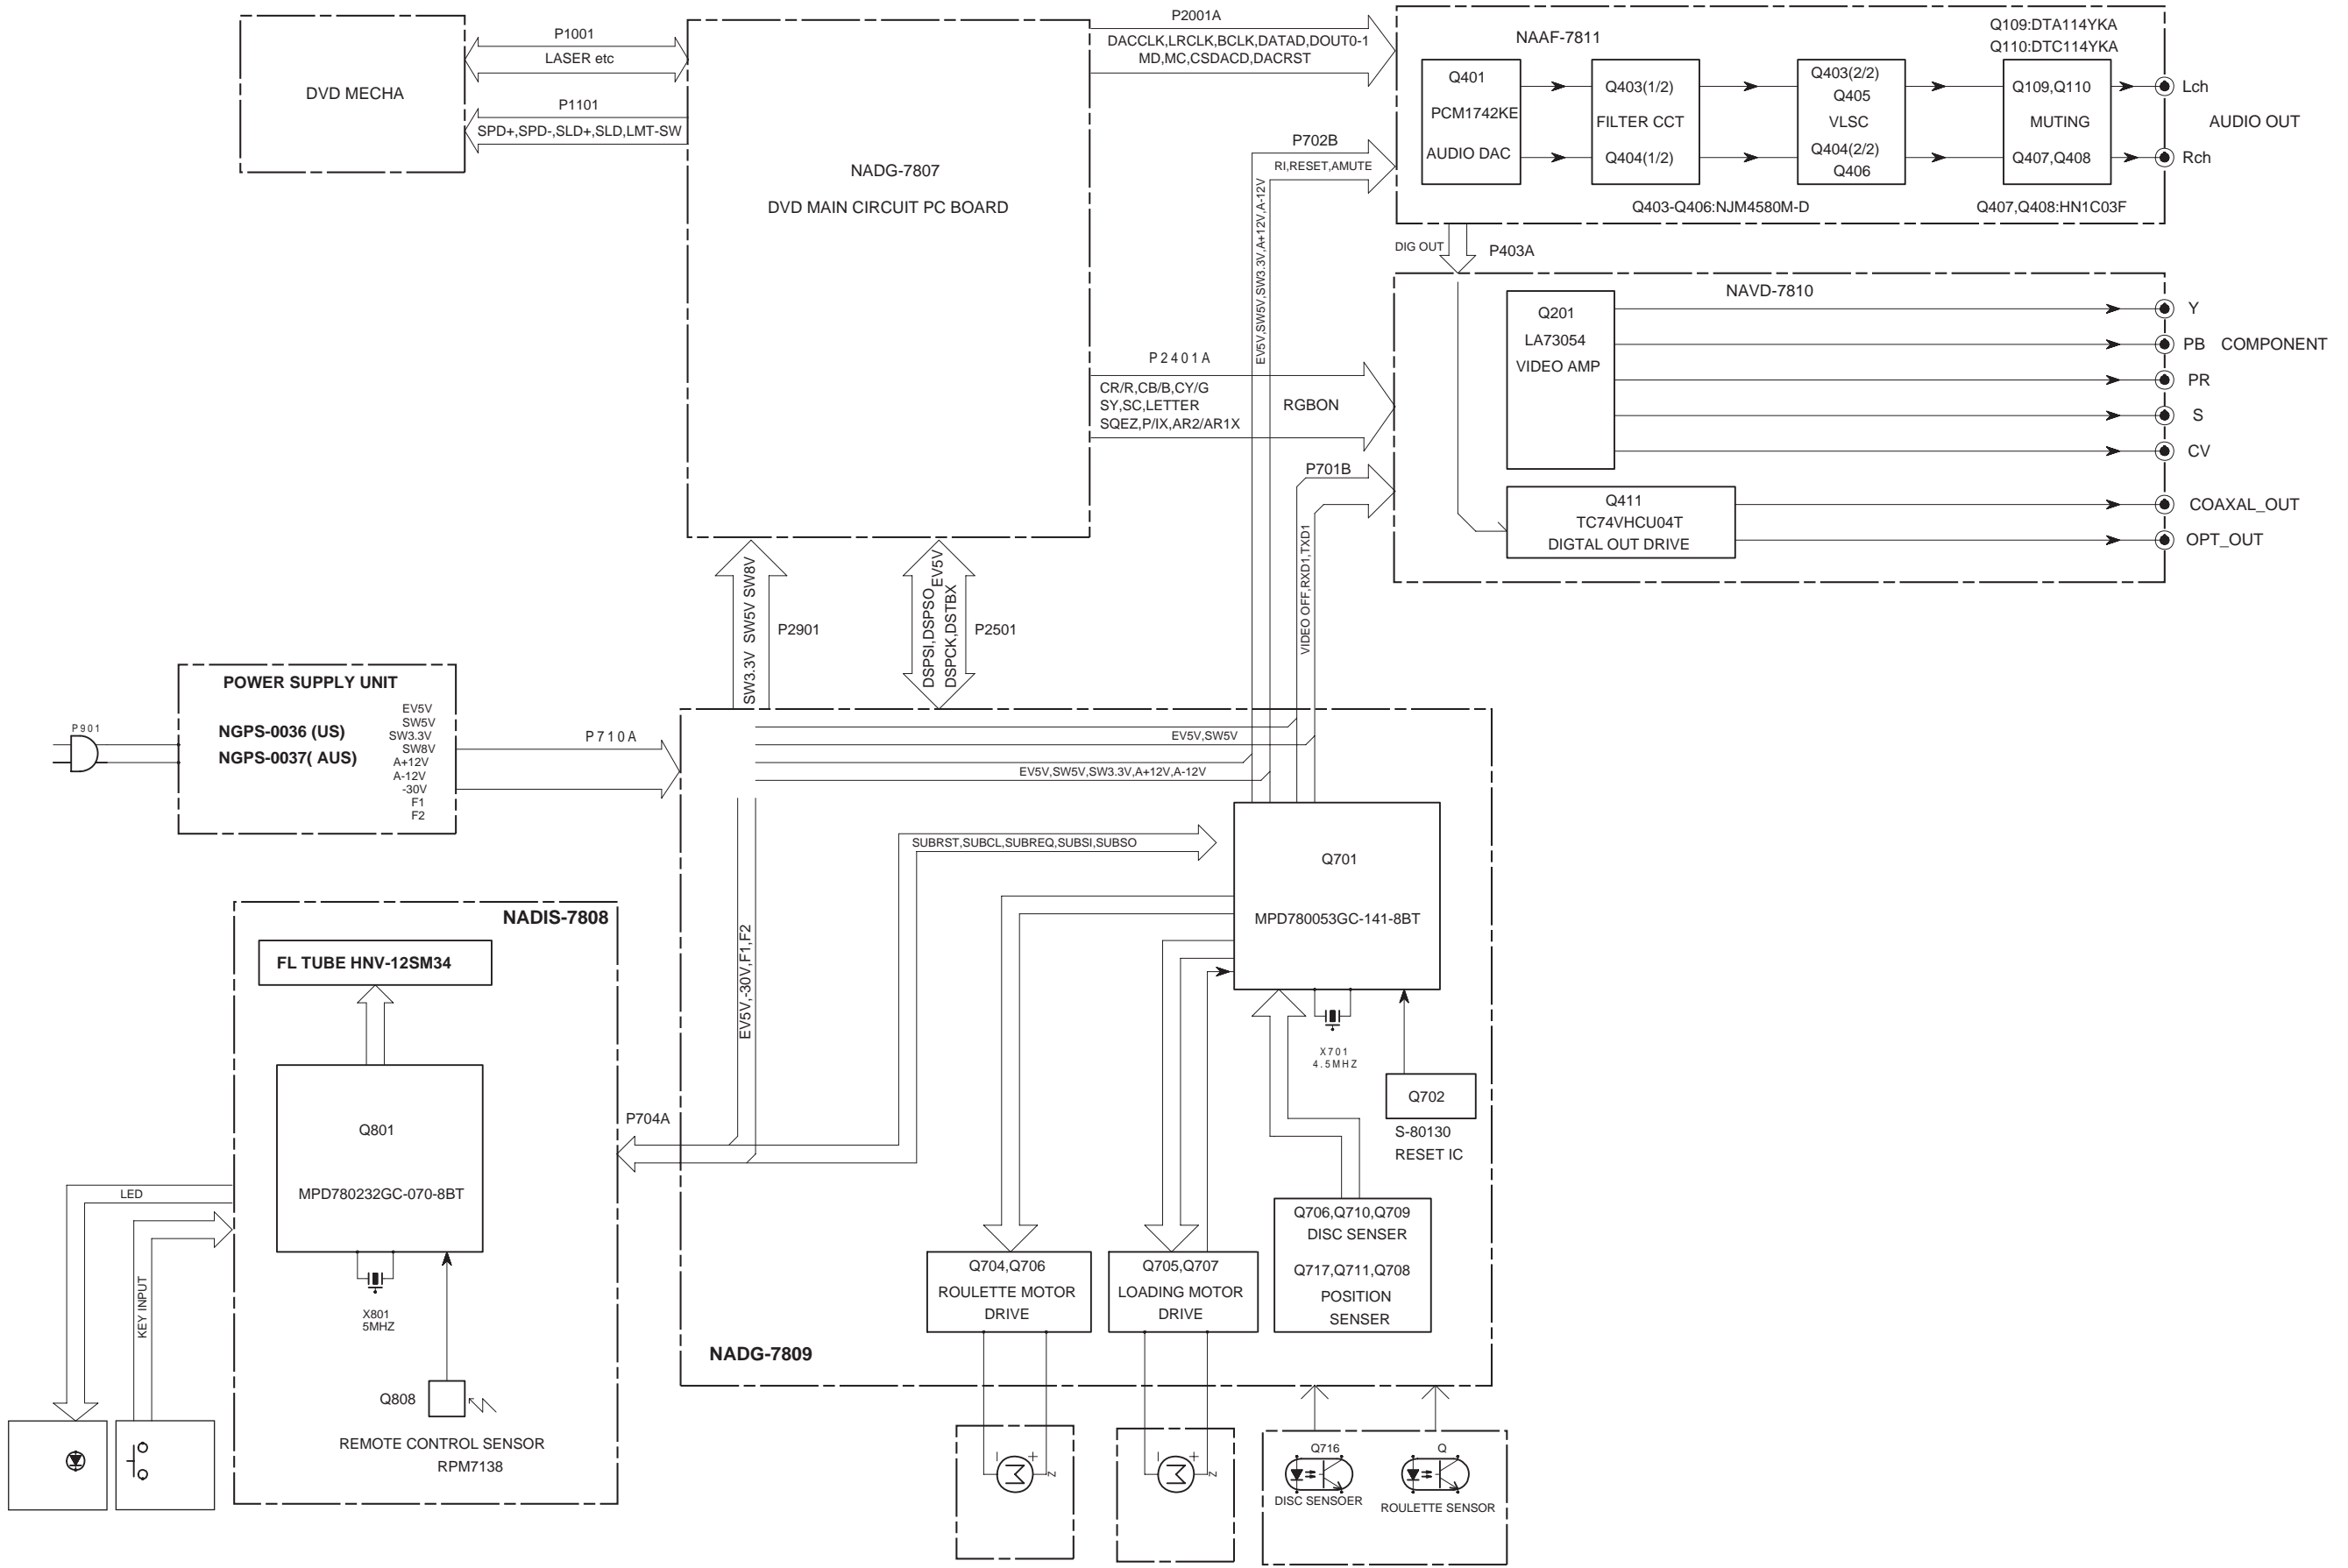 DVD MECHA
P1001
LASER etc
P1101
SPD+,SPD-,SLD+,SLD,LMT-SW
NADG-7807
DVD MAIN CIRCUIT PC BOARD
P2001A
DACCLK,LRCLK,BCLK,DATAD,DOUT0-1
MD,MC,CSDACD,DACRST
P702B
RI,RESET,AMUTE
EV5V,SW5V,SW3.3V,A+12V,A-12V
NAAF-7811
Q109:DTA114YKA
Q110:DTC114YKA
Q401
PCM1742KE
AUDIO DAC
Q403(1/2)
FILTER CCT
Q404(1/2)
Q403(2/2)
Q405
VLSC
Q404(2/2)
Q406
Q109,Q110
MUTING
Q407,Q408
Lch
AUDIO OUT
Rch
Q403-Q406:NJM4580M-D
Q407,Q408:HN1C03F
DIG OUT
P403A
NAVD-7810
Q201
LA73054
VIDEO AMP
Y
PB COMPONENT
PR
S
CV
P2401A
CR/R,CB/B,CY/G
SY,SC,LETTER
SQEZ,P/IX,AR2/AR1X
RGBON
P701B
VIDEO OFF,RXD1,TXD1
Q411
TC74VHCU04T
DIGTAL OUT DRIVE
COAXAL_OUT
OPT_OUT
SW3.3V SW5V SW8V
P2901
DSPSI,DSPSO
EV5V
DSPCK,DSTBX
P2501
POWER SUPPLY UNIT
NGPS-0036 (US)
NGPS-0037( AUS)
EV5V
SW5V
SW3.3V
SW8V
A+12V
A-12V
-30V
F1
F2
P901
P710A
EV5V,SW5V
EV5V,SW5V,SW3.3V,A+12V,A-12V
SUBRST,SUBCL,SUBREQ,SUBSI,SUBSO
EV5V,-30V,F1,F2
Q701
MPD780053GC-141-8BT
X701
4.5MHZ
Q702
S-80130
RESET IC
NADIS-7808
FL TUBE HNV-12SM34
Q801
MPD780232GC-070-8BT
X801
5MHZ
Q808
REMOTE CONTROL SENSOR
RPM7138
P704A
LED
KEY INPUT
Q704,Q706
ROULETTE MOTOR
DRIVE
Q705,Q707
LOADING MOTOR
DRIVE
Q706,Q710,Q709
DISC SENSER
Q717,Q711,Q708
POSITION
SENSER
NADG-7809
M
- +
Z
M
- +
Z
Q716
DISC SENSOER
Q
ROULETTE SENSOR